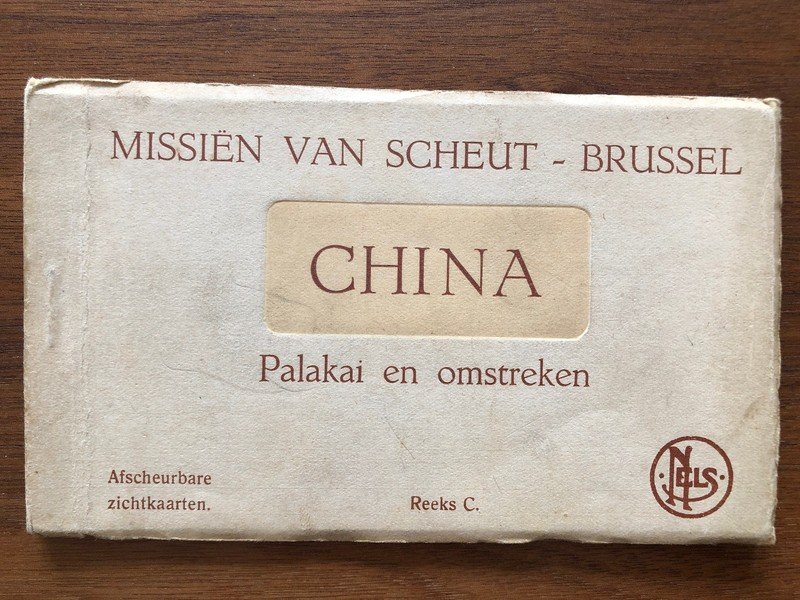 MISSIËN VAN SCHEUT - BRUSSEL
CHINA
Palakai en omstreken
Afscheurbare
zichtkaarten.
Reeks C.
NELS